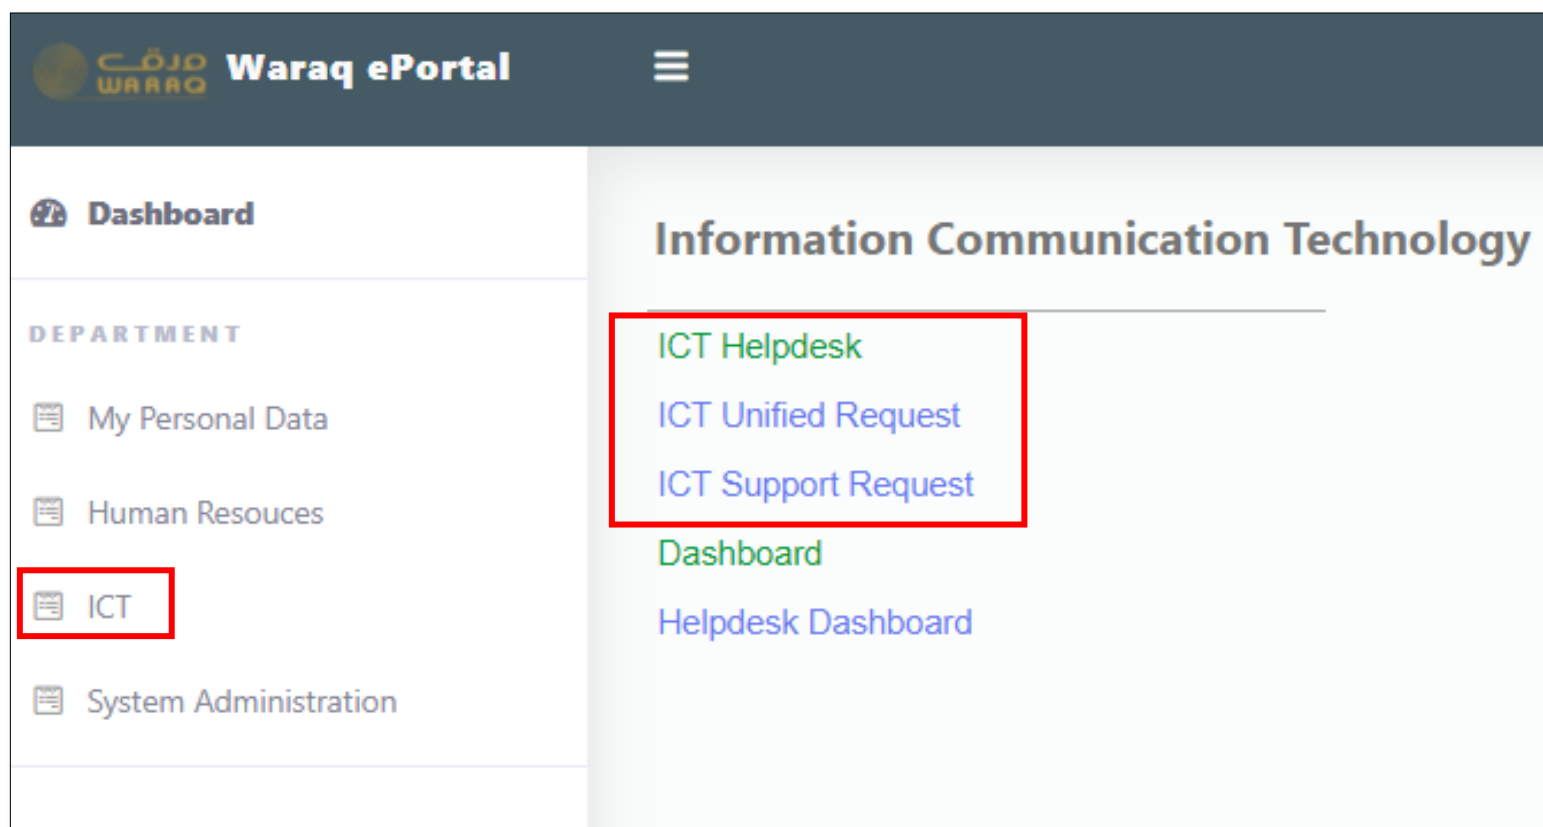 WARAQ
Waraq ePortal
Dashboard
Information Communication Technology
DEPARTMENT
My Personal Data
Human Resouces
ICT
System Administration
ICT Helpdesk
ICT Unified Request
ICT Support Request
Dashboard
Helpdesk Dashboard